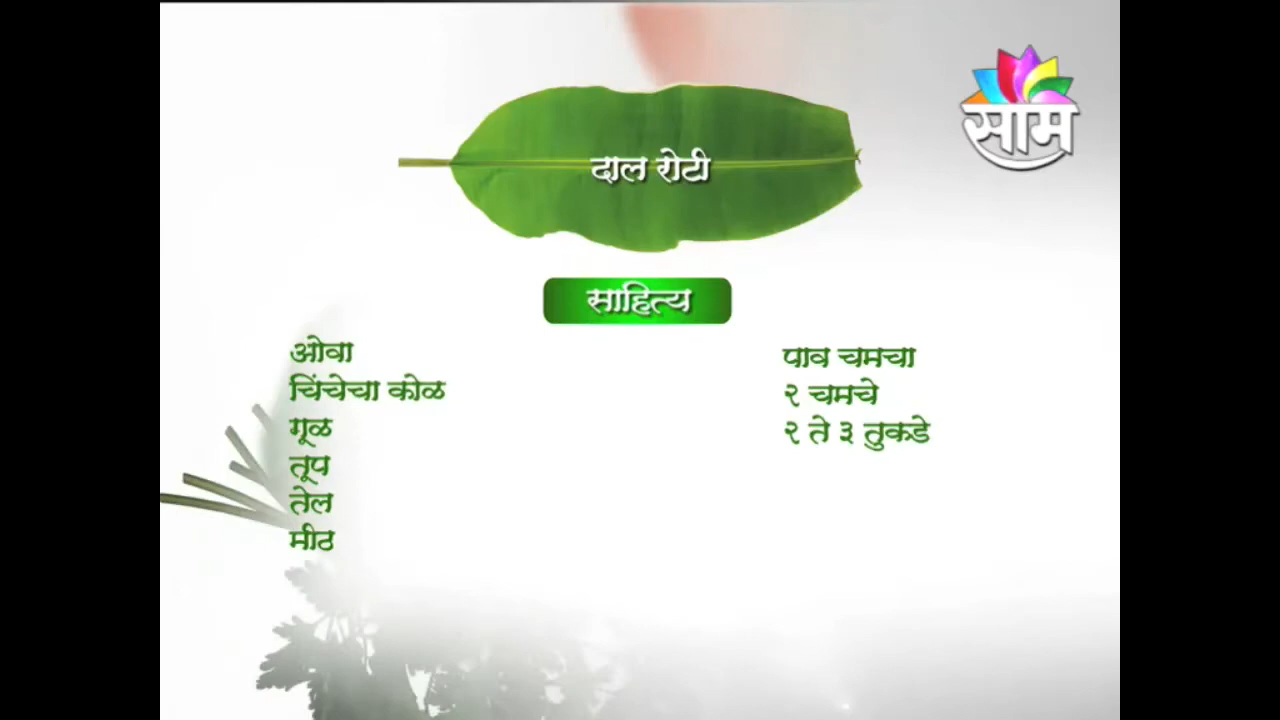 साम
दाल रोटी
साहित्य
ओवा पाव चमचा
चिंचेचा कोळ २ चमचे
गूळ २ ते ३ तुकडे
तूप
तेल
मीठ